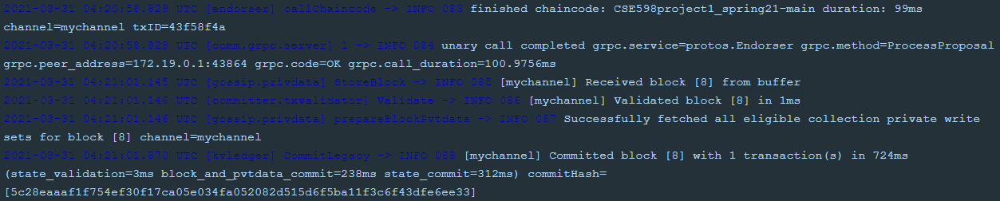 2021-03-31 04:20:58.829 UTC [endorser] callChaincode -> INFO 083 finished chaincode: CSE598project1_spring21-main duration: 99ms
channel=mychannel txID=43f58f4a
2021-03-31 04:20:58.829 UTC [comm.grpc.server] 1 -> INFO 084 unary call completed grpc.service=protos.Endorser grpc.method=ProcessProposal
grpc.peer_address=172.19.0.1:43864 grpc.code=OK grpc.call_duration=100.9756ms
2021-03-31 04:21:01.145 UTC [gossip.privdata] StoreBlock -> INFO 085 [mychannel] Received block [8] from buffer
2021-03-31 04:21:01.146 UTC [committer.txvalidator] Validate -> INFO 086 [mychannel] Validated block [8] in 1ms
2021-03-31 04:21:01.146 UTC [gossip.privdata] prepareBlockPvtdata -> INFO 087 Successfully fetched all eligible collection private write
sets for block [8] channel=mychannel
2021-03-31 04:21:01.870 UTC [kvledger] CommitLegacy -> INFO 088 [mychannel] Committed block [8] with 1 transaction(s) in 724ms
(state_validation=3ms block_and_pvtdata_commit=238ms state_commit=312ms) commitHash=
[5c28eaaaf1f754ef30f17ca05e034fa052082d515d6f5ba11f3c6f43dfe6ee33]